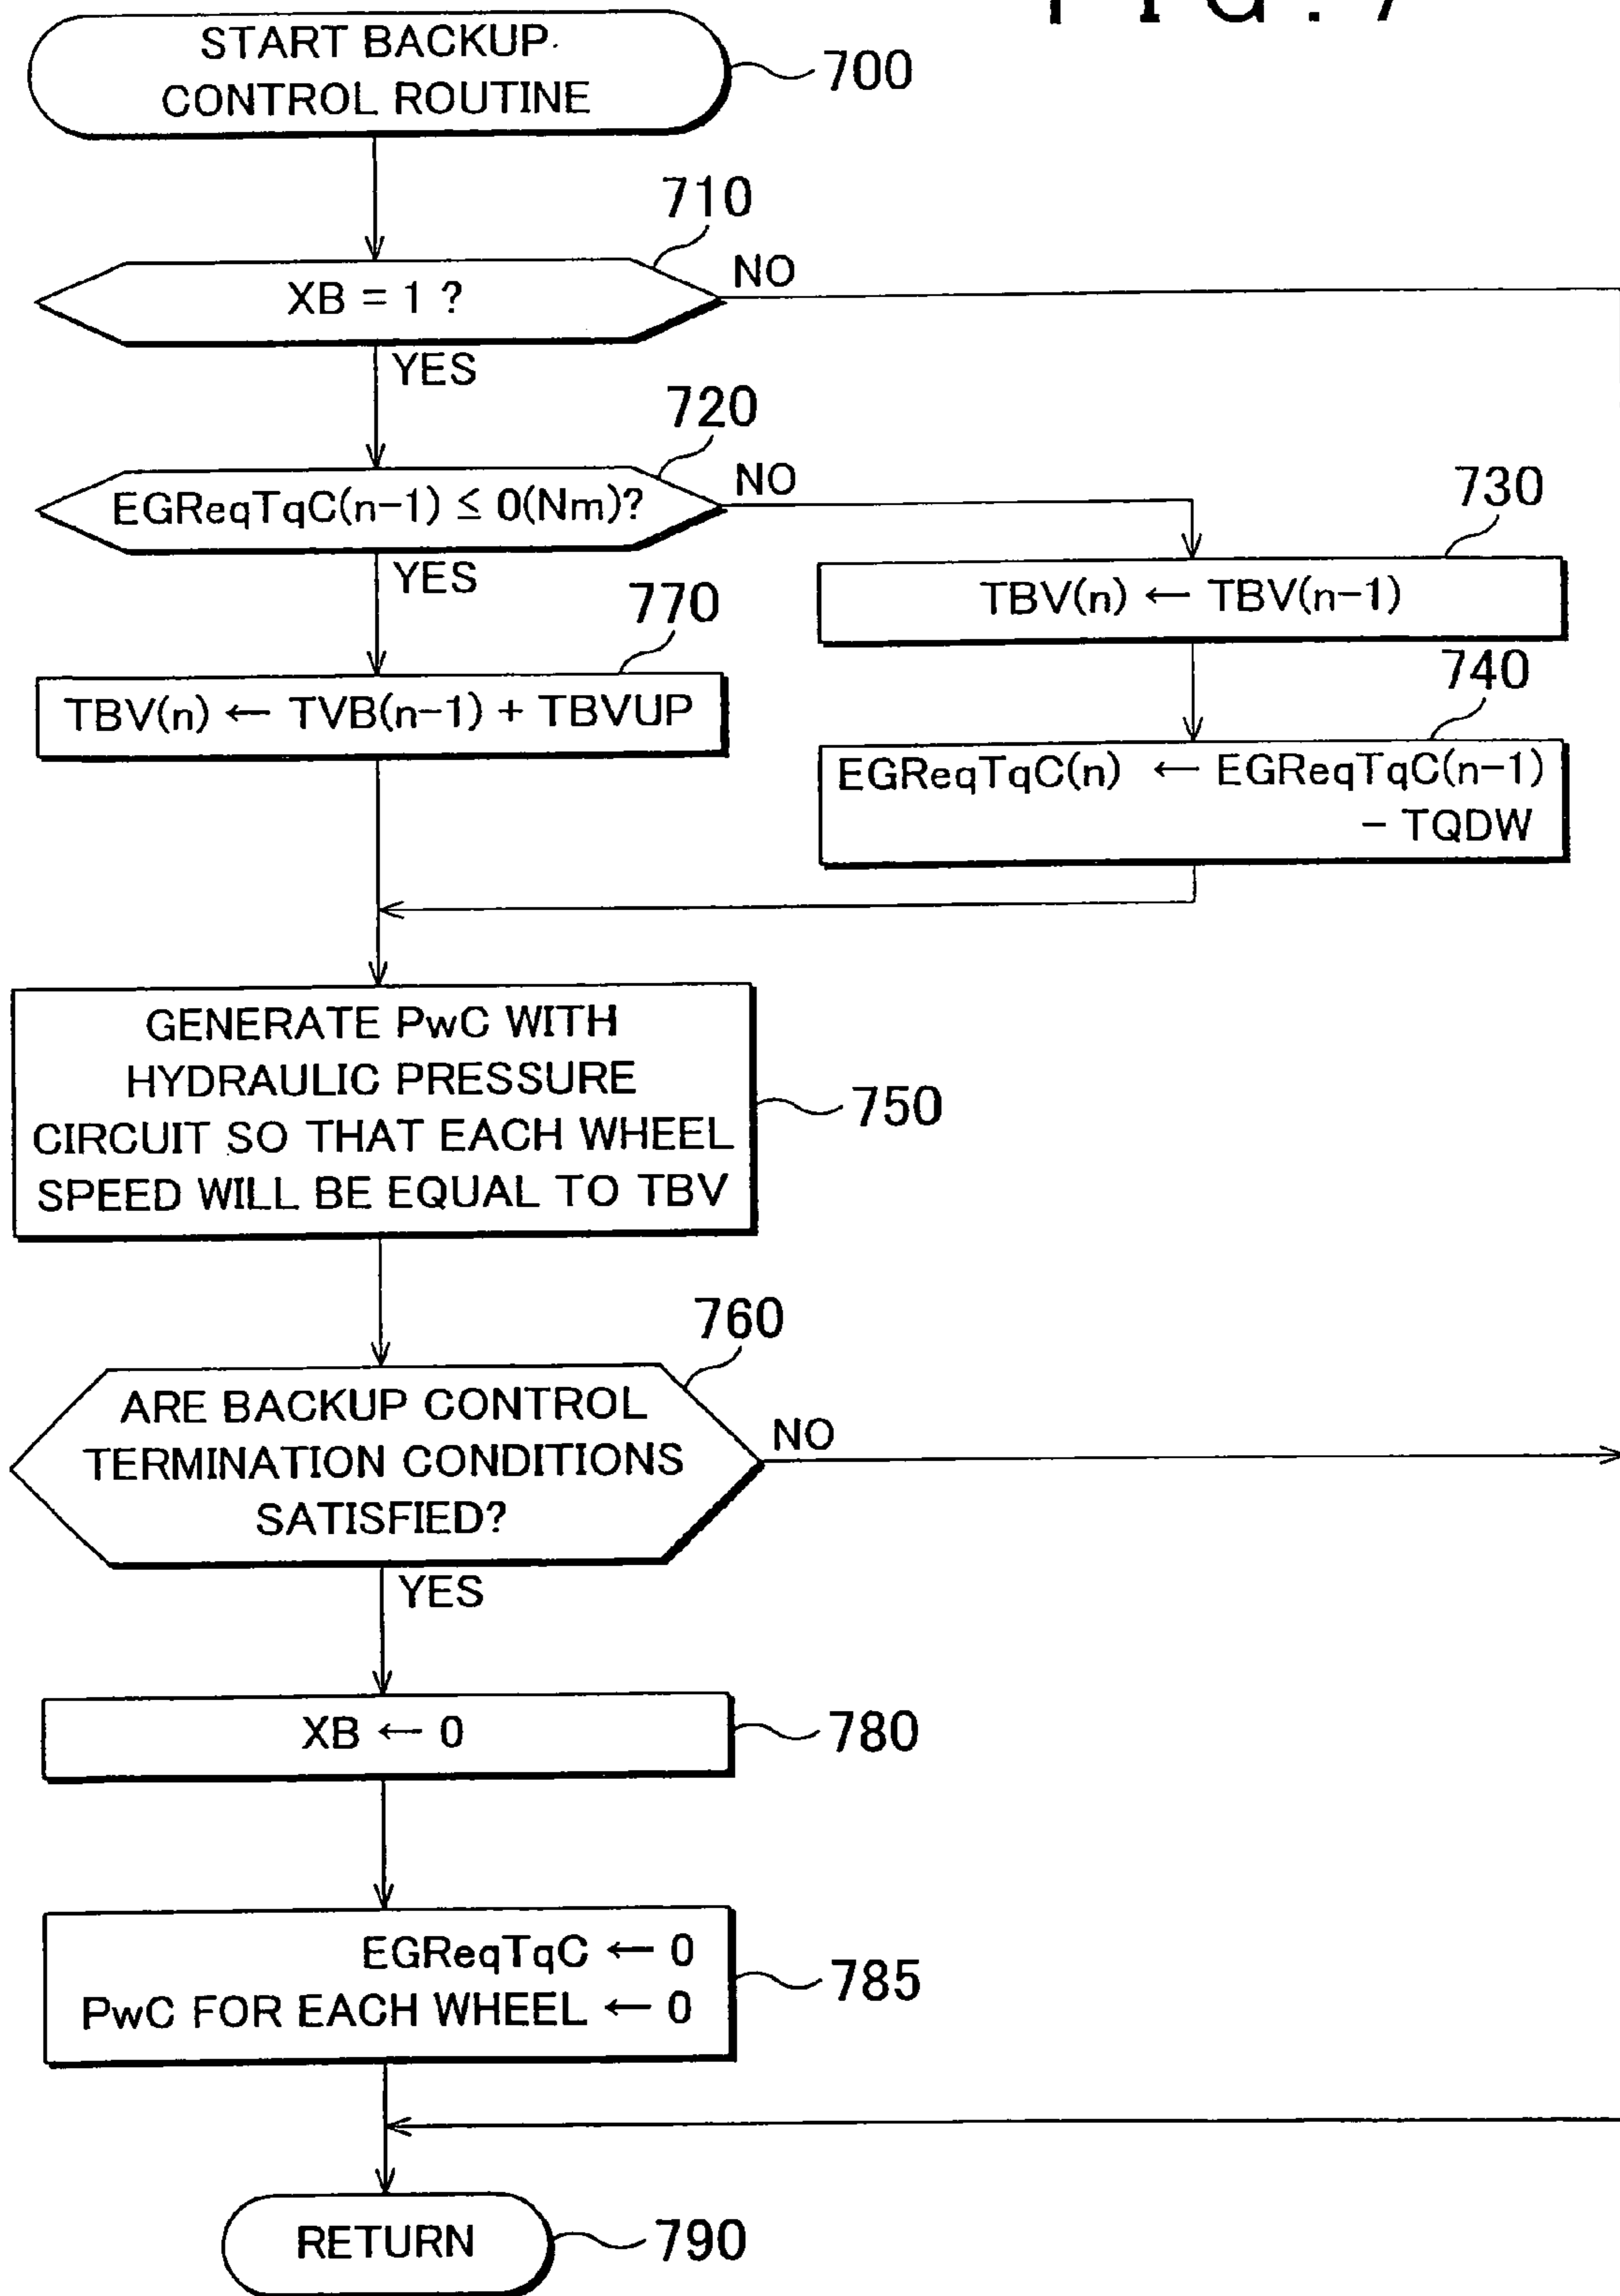 FIG. 7
START BACKUP
CONTROL ROUTINE
700
710
XB = 1 ?
NO
YES
720
EGReqTqC(n-1) ≤ 0(Nm)?
NO
YES
730
TBV(n) ← TBV(n-1)
740
EGReqTqC(n) ← EGReqTqC(n-1)
- TQDW
770
TBV(n) ← TVB(n-1) + TBVUP
GENERATE PwC WITH
HYDRAULIC PRESSURE
CIRCUIT SO THAT EACH WHEEL
SPEED WILL BE EQUAL TO TBV
750
760
ARE BACKUP CONTROL
TERMINATION CONDITIONS
SATISFIED?
NO
YES
XB ← 0
780
EGReqTqC ← 0
PwC FOR EACH WHEEL ← 0
785
RETURN
790